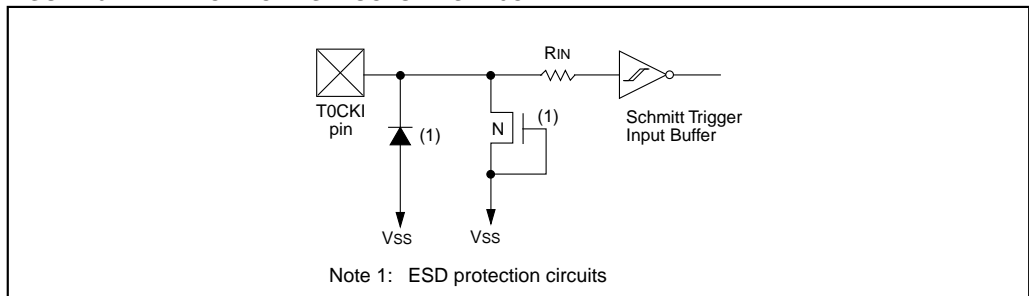 RIN
T0CKI
pin
(1)
N
(1)
Schmitt Trigger
Input Buffer
VSS
VSS
Note 1: ESD protection circuits